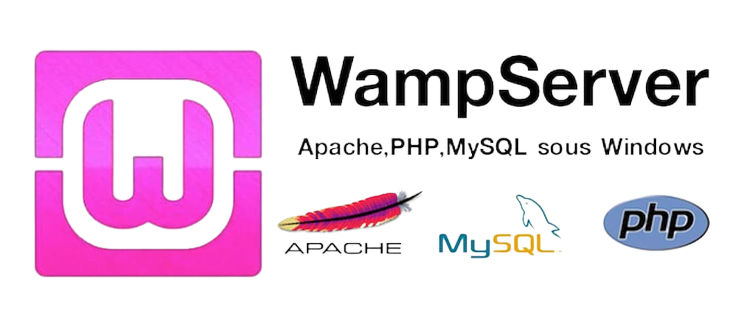 W
WampServer
Apache,PHP,MySQL sous Windows
APACHE
MySQL
php